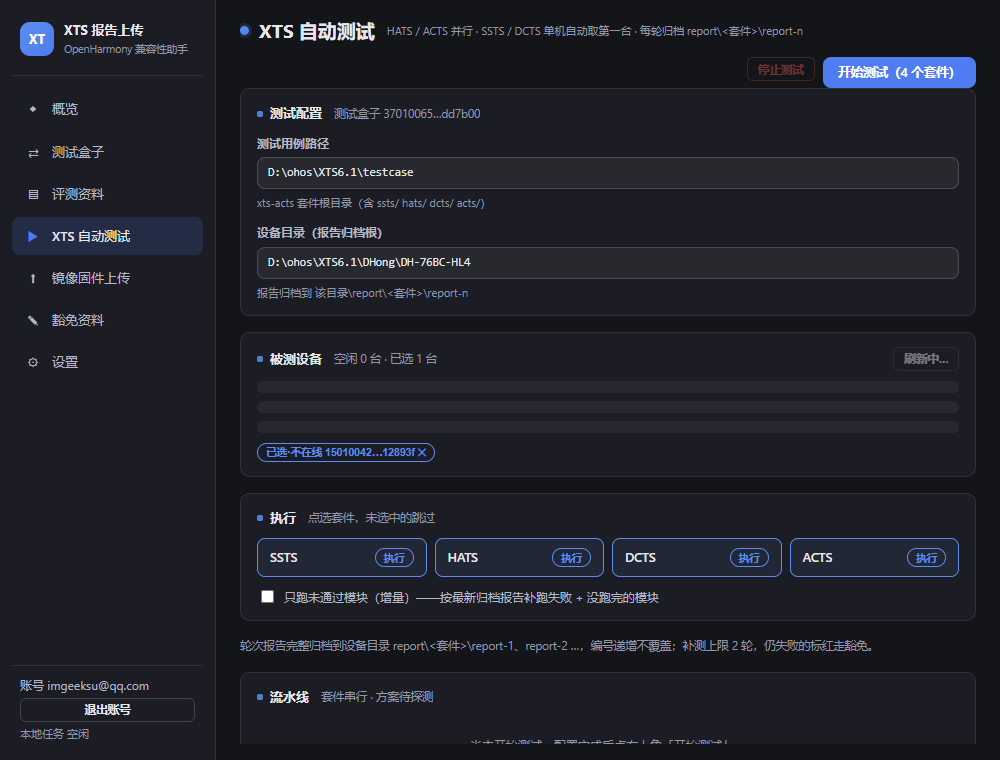 XT
XTS 报告上传
OpenHarmony 兼容性助手
概览
测试盒子
评测资料
XTS 自动测试
镜像固件上传
豁免资料
设置
账号 imgeeksu@qq.com
退出账号
本地任务 空闲
XTS 自动测试 HATS / ACTS 并行 · SSTS / DCTS 单机自动取第一台 · 每轮归档 report\<套件>\report-n
停止测试 开始测试（4 个套件）
测试配置 测试盒子 37010065…dd7b00
测试用例路径
D:\ohos\XTS6.1\testcase
xts-acts 套件根目录（含 ssts/ hats/ dcts/ acts/）
设备目录（报告归档根）
D:\ohos\XTS6.1\DHong\DH-76BC-HL4
报告归档到 该目录\report\<套件>\report-n
被测设备 空闲 0 台 · 已选 1 台 刷新中…
已选·不在线 15010042…12893f ✕
执行 点选套件，未选中的跳过
SSTS 执行 HATS 执行 DCTS 执行 ACTS 执行
只跑未通过模块（增量）——按最新归档报告补跑失败 + 没跑完的模块
轮次报告完整归档到设备目录 report\<套件>\report-1、report-2 …，编号递增不覆盖；补测上限 2 轮，仍失败的标红走豁免。
流水线 套件串行 · 方案待探测